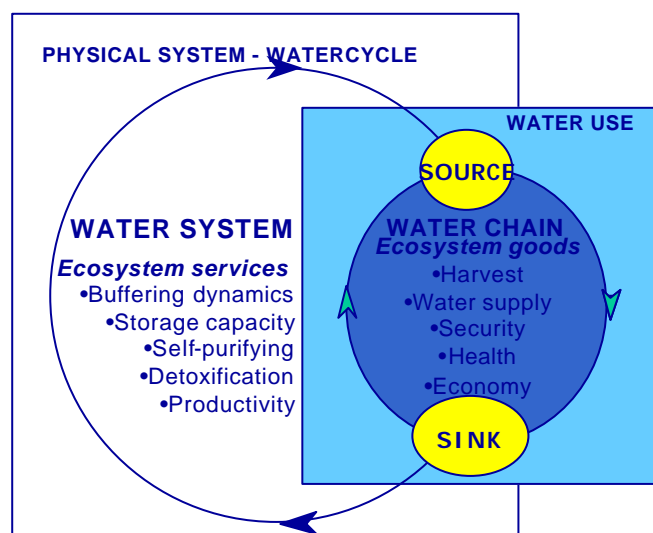 PHYSICAL SYSTEM - WATERCYCLE
WATER USE
SOURCE
WATER SYSTEM
Ecosystem services
•Buffering dynamics
•Storage capacity
•Self-purifying
•Detoxification
•Productivity
WATER CHAIN
Ecosystem goods
•Harvest
•Water supply
•Security
•Health
•Economy
SINK